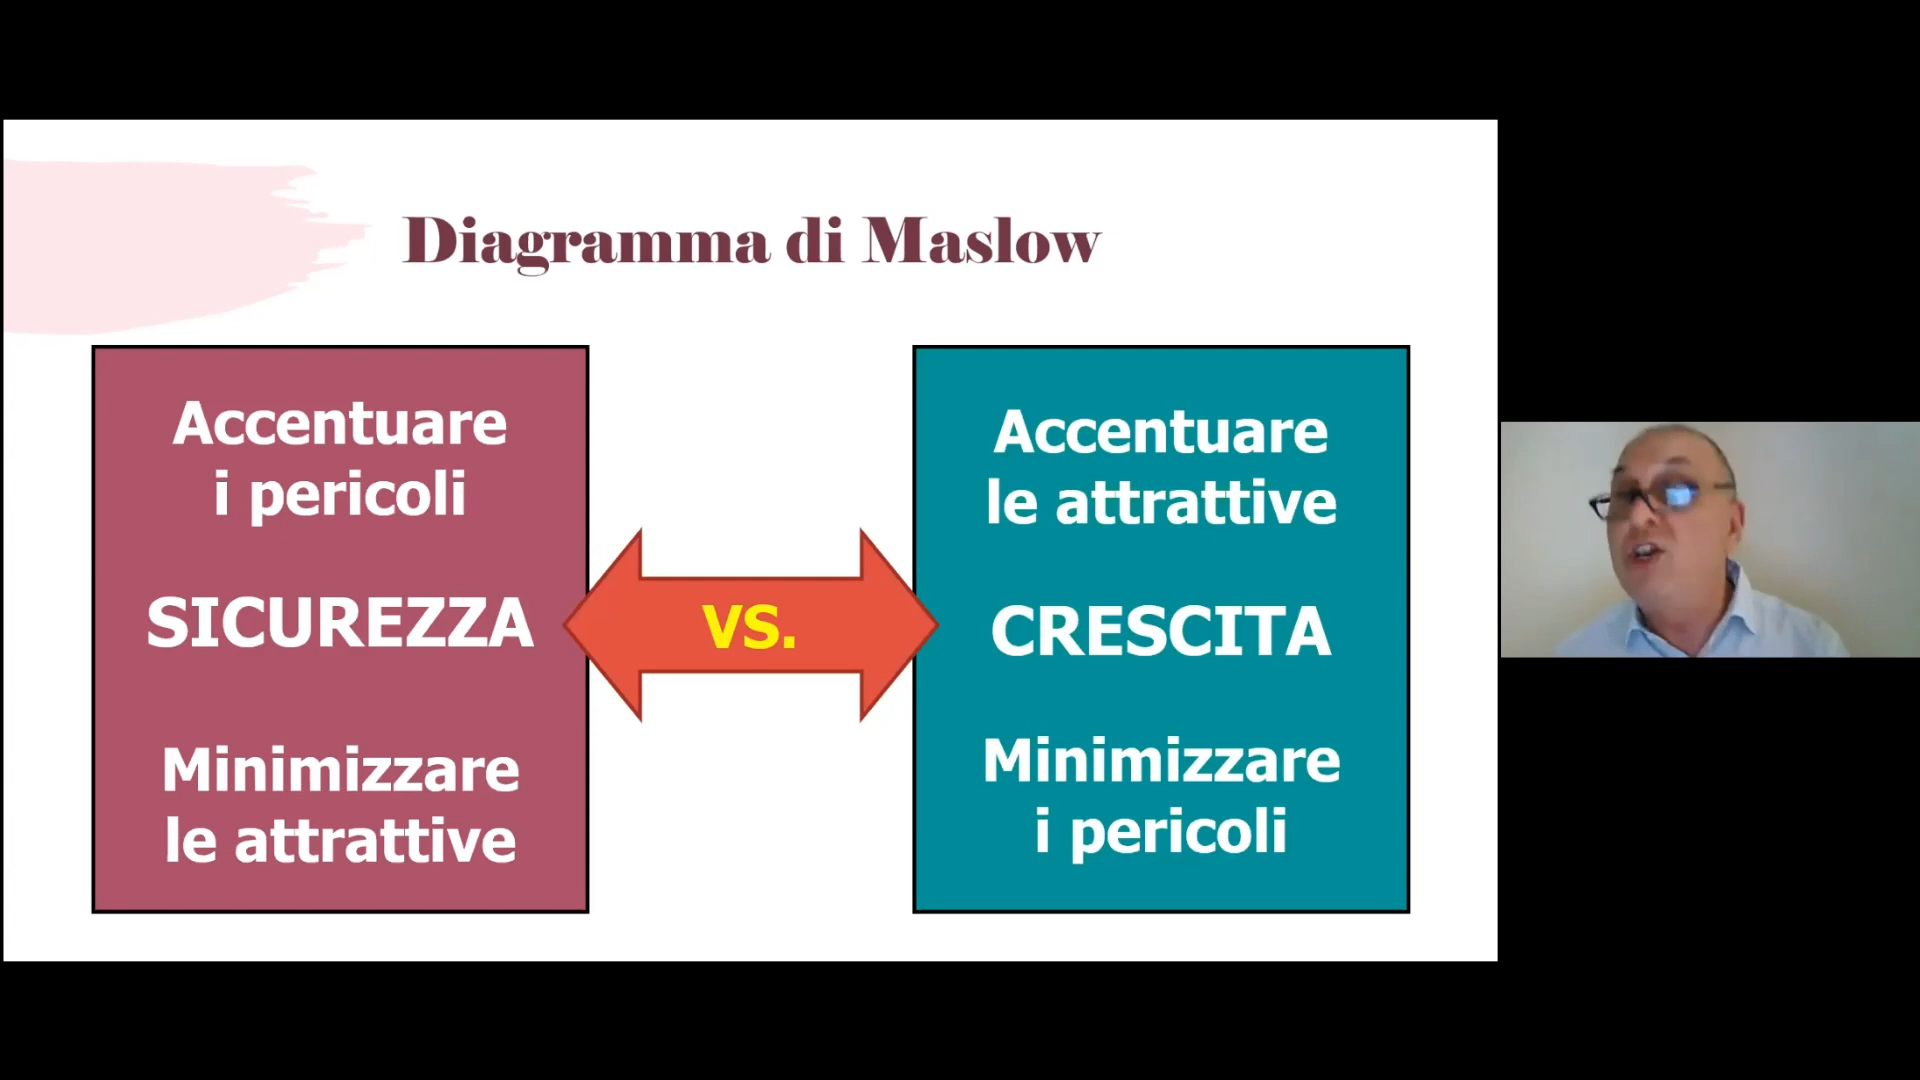 Diagramma di Maslow
Accentuare
i pericoli
SICUREZZA
Minimizzare
le attrattive
VS.
Accentuare
le attrattive
CRESCITA
Minimizzare
i pericoli